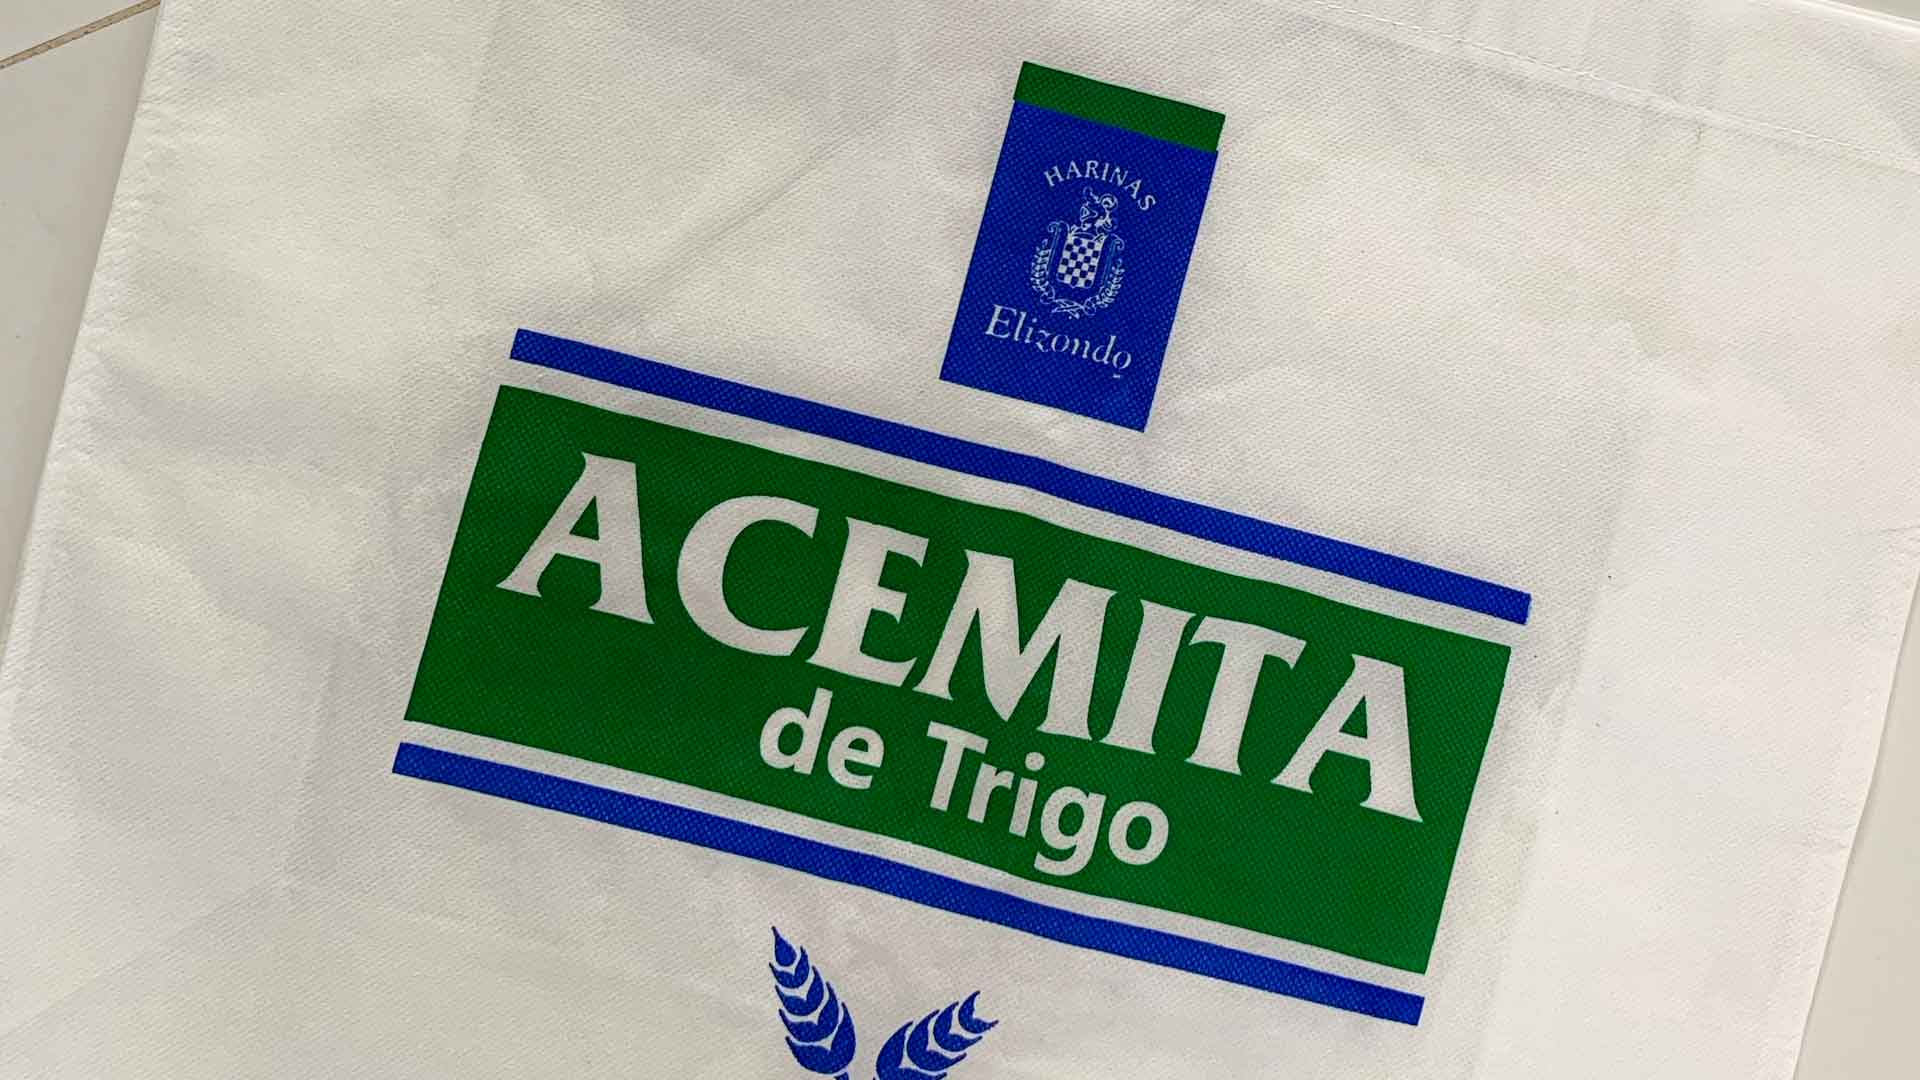 HARINAS
Elizondo
ACEMITA
de Trigo